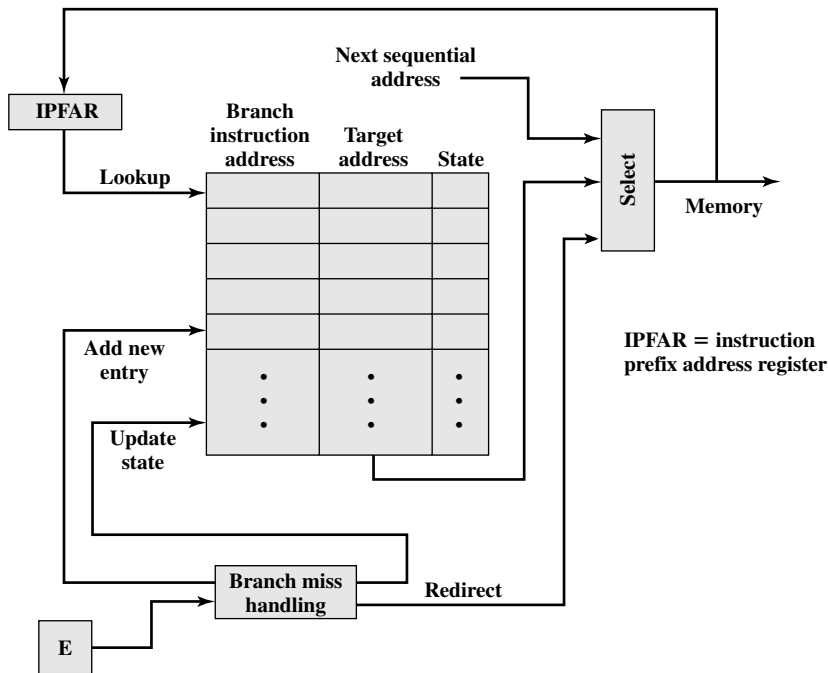 Next sequential
address
IPFAR
Branch
instruction
address
Target
address
State
Lookup
Select
Memory
Add new
entry
IPFAR = instruction
prefix address register
Update
state
Branch miss
handling
Redirect
E